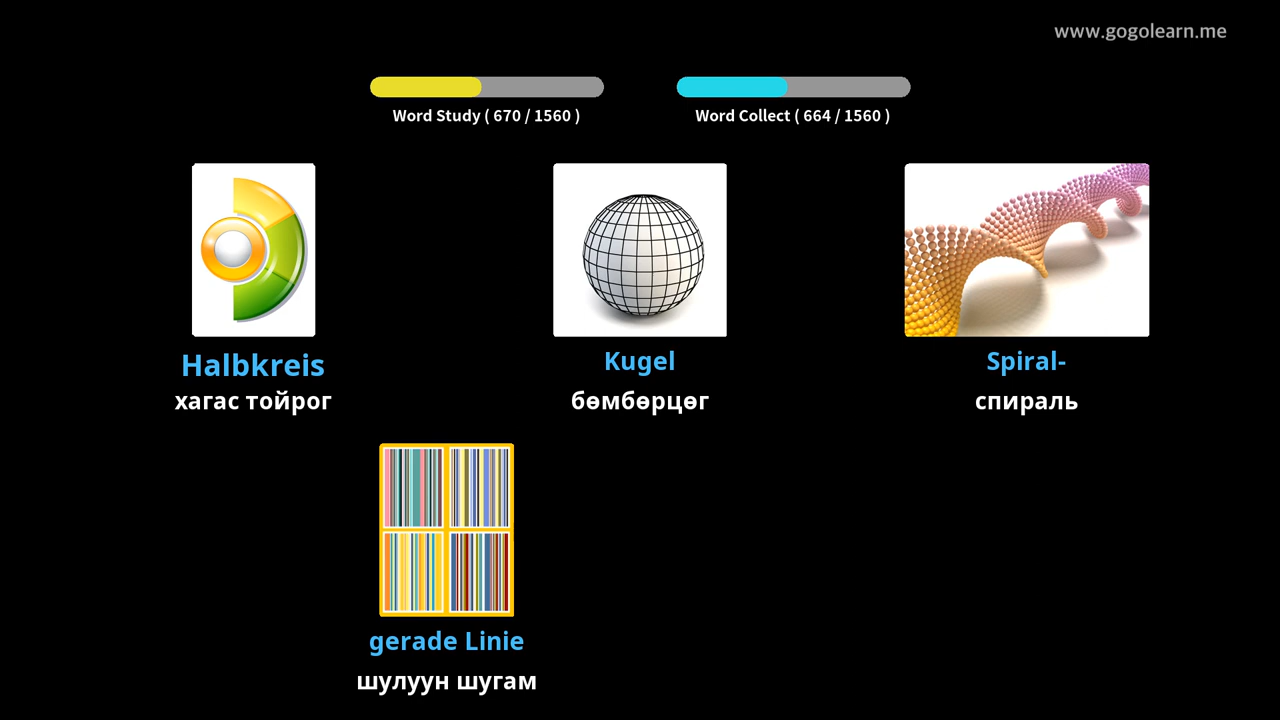 www.gogolearn.me
Word Study ( 670 / 1560 )
Word Collect ( 664 / 1560 )
Halbkreis
хагас тойрог
Kugel
бөмбөрцөг
Spiral-
спираль
gerade Linie
шулуун шугам